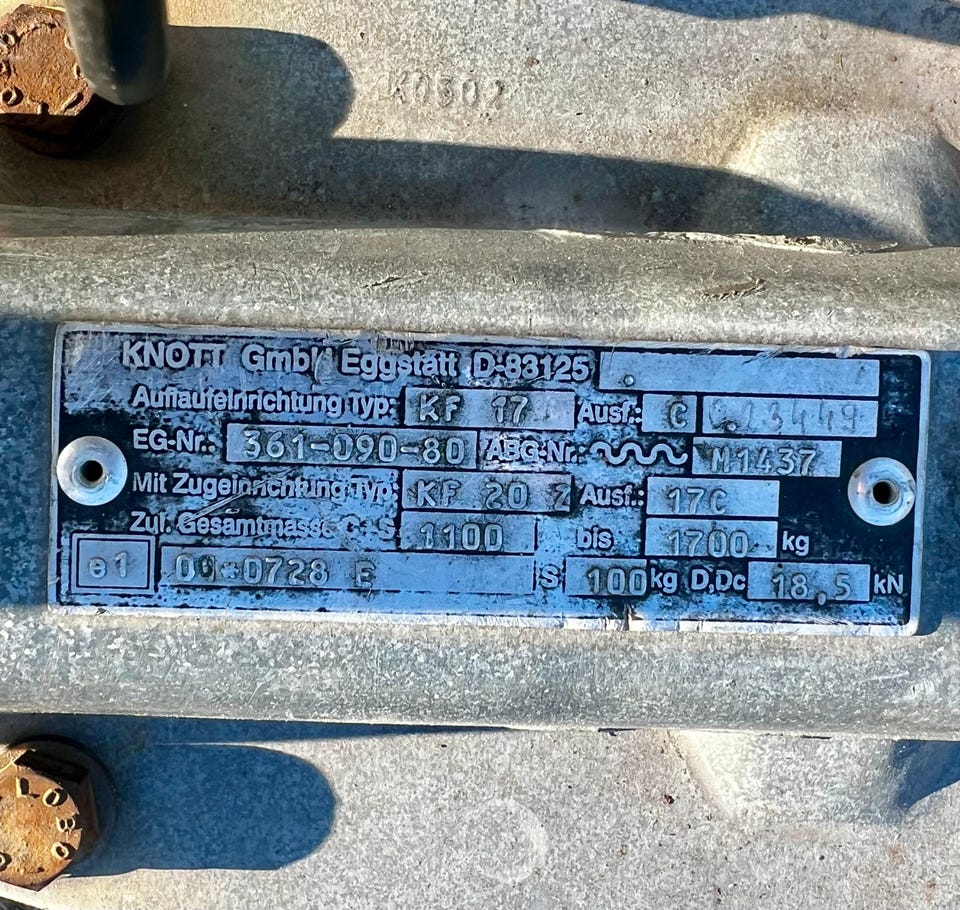 K0302
KNOTT GmbH Eggstätt D-83125
Auflaufeinrichtung Typ: KF 17 Ausf.: C
EG-Nr.: 361-090-80 ABG-Nr.: M1437
Mit Zugeinrichtung Typ: KF 20 Ausf.: 17C
Zul. Gesamtmasse 1100 bis 1700 kg
e1 00*0728 E S 100 kg D,Dc 18,5 kN